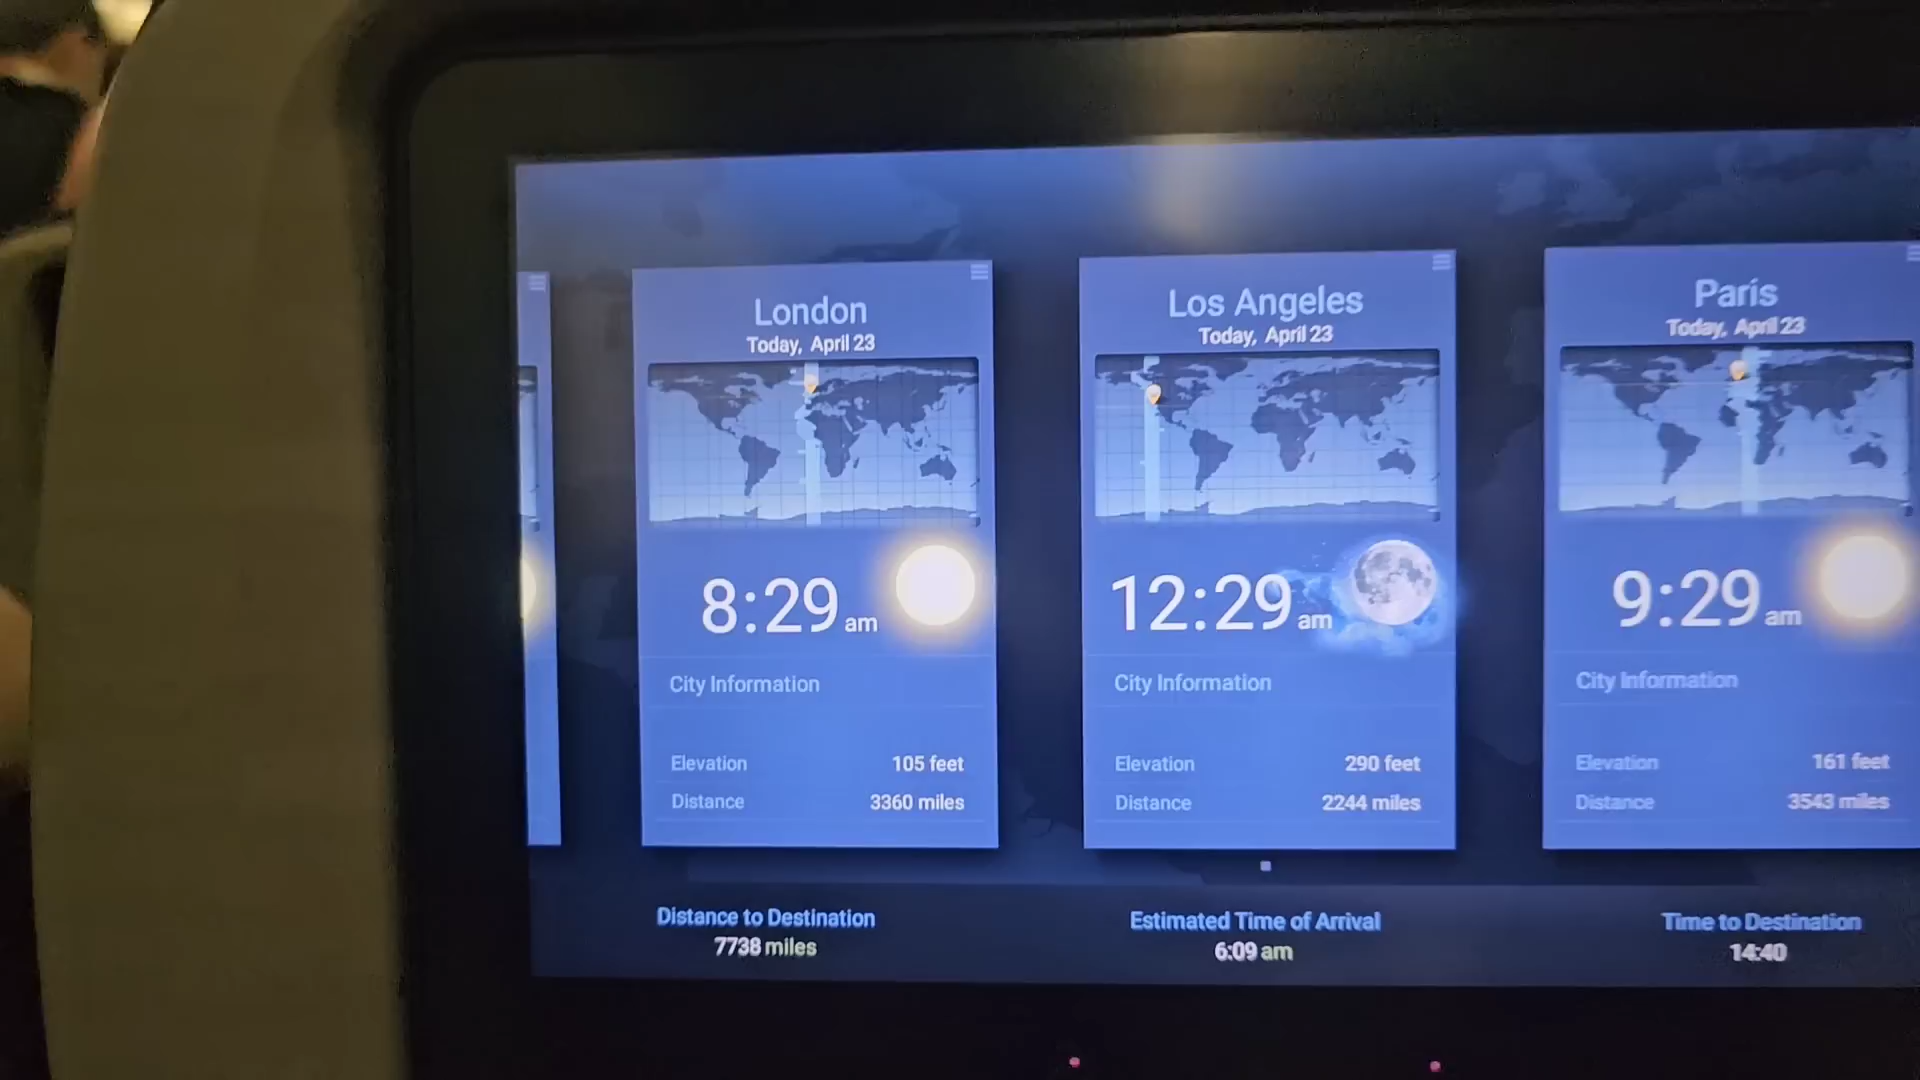 London
Today, April 23
8:29 am
City Information
Elevation 105 feet
Distance 3360 miles
Los Angeles
Today, April 23
12:29 am
City Information
Elevation 290 feet
Distance 2244 miles
Paris
Today, April 23
9:29 am
City Information
Elevation 161 feet
Distance 3543 miles
Distance to Destination
7738 miles
Estimated Time of Arrival
6:09 am
Time to Destination
14:40